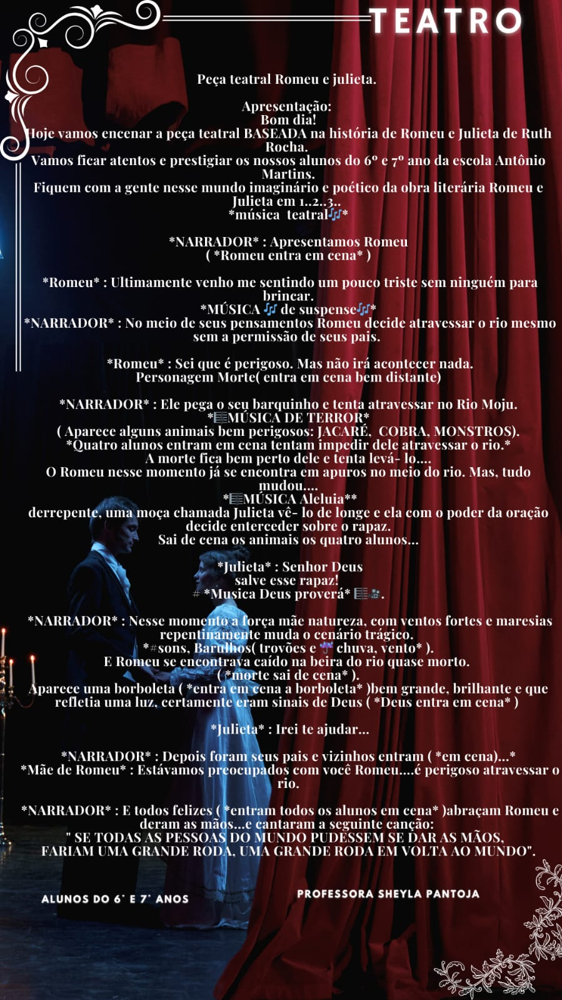 TEATRO
Peça teatral Romeu e julieta.
Apresentação:
Bom dia!
Hoje vamos encenar a peça teatral BASEADA na história de Romeu e Julieta de Ruth
Rocha.
Vamos ficar atentos e prestigiar os nossos alunos do 6º e 7º ano da escola Antônio
Martins.
Fiquem com a gente nesse mundo imaginário e poético da obra literária Romeu e
Julieta em 1..2..3..
*música teatral🎶*
*NARRADOR* : Apresentamos Romeu
( *Romeu entra em cena* )
*Romeu* : Ultimamente venho me sentindo um pouco triste sem ninguém para
brincar.
*MÚSICA 🎶 de suspense🎶*
*NARRADOR* : No meio de seus pensamentos Romeu decide atravessar o rio mesmo
sem a permissão de seus pais.
*Romeu* : Sei que é perigoso. Mas não irá acontecer nada.
Personagem Morte( entra em cena bem distante)
*NARRADOR* : Ele pega o seu barquinho e tenta atravessar no Rio Moju.
*🎼MÚSICA DE TERROR*
( Aparece alguns animais bem perigosos: JACARÉ, COBRA, MONSTROS).
*Quatro alunos entram em cena tentam impedir dele atravessar o rio.*
A morte fica bem perto dele e tenta levá- lo....
O Romeu nesse momento já se encontra em apuros no meio do rio. Mas, tudo
mudou....
*🎼MÚSICA Aleluia**
derrepente, uma moça chamada Julieta vê- lo de longe e ela com o poder da oração
decide enterceder sobre o rapaz.
Sai de cena os animais os quatro alunos...
*Julieta* : Senhor Deus
salve esse rapaz!
# *Musica Deus proverá* 🎼🎥.
*NARRADOR* : Nesse momento a força mãe natureza, com ventos fortes e maresias
repentinamente muda o cenário trágico.
*#sons, Barulhos( trovões e ☔ chuva, vento* ).
E Romeu se encontrava caído na beira do rio quase morto.
( *morte sai de cena* ).
Aparece uma borboleta ( *entra em cena a borboleta* )bem grande, brilhante e que
refletia uma luz, certamente eram sinais de Deus ( *Deus entra em cena* )
*Julieta* : Irei te ajudar...
*NARRADOR* : Depois foram seus pais e vizinhos entram ( *em cena)...*
*Mãe de Romeu* : Estávamos preocupados com você Romeu....é perigoso atravessar o
rio.
*NARRADOR* : E todos felizes ( *entram todos os alunos em cena* )abraçam Romeu e
deram as mãos...e cantaram a seguinte canção:
" SE TODAS AS PESSOAS DO MUNDO PUDESSEM SE DAR AS MÃOS,
FARIAM UMA GRANDE RODA, UMA GRANDE RODA EM VOLTA AO MUNDO".
ALUNOS DO 6° E 7° ANOS
PROFESSORA SHEYLA PANTOJA